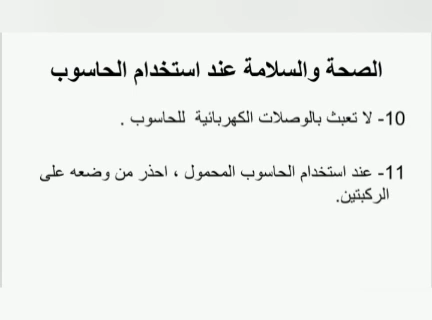 الصحة والسلامة عند استخدام الحاسوب
10- لا تعبث بالوصلات الكهربائية للحاسوب .
11- عند استخدام الحاسوب المحمول ، احذر من وضعه على
الركبتين.